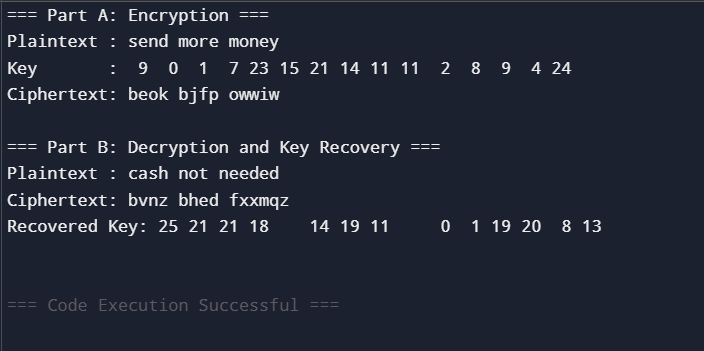 === Part A: Encryption ===
Plaintext : send more money
Key       :  9  0  1  7 23 15 21 14 11 11  2  8  9  4 24
Ciphertext: beok bjfp owwiw
=== Part B: Decryption and Key Recovery ===
Plaintext : cash not needed
Ciphertext: bvnz bhed fxxmqz
Recovered Key: 25 21 21 18    14 19 11     0  1 19 20  8 13
=== Code Execution Successful ===